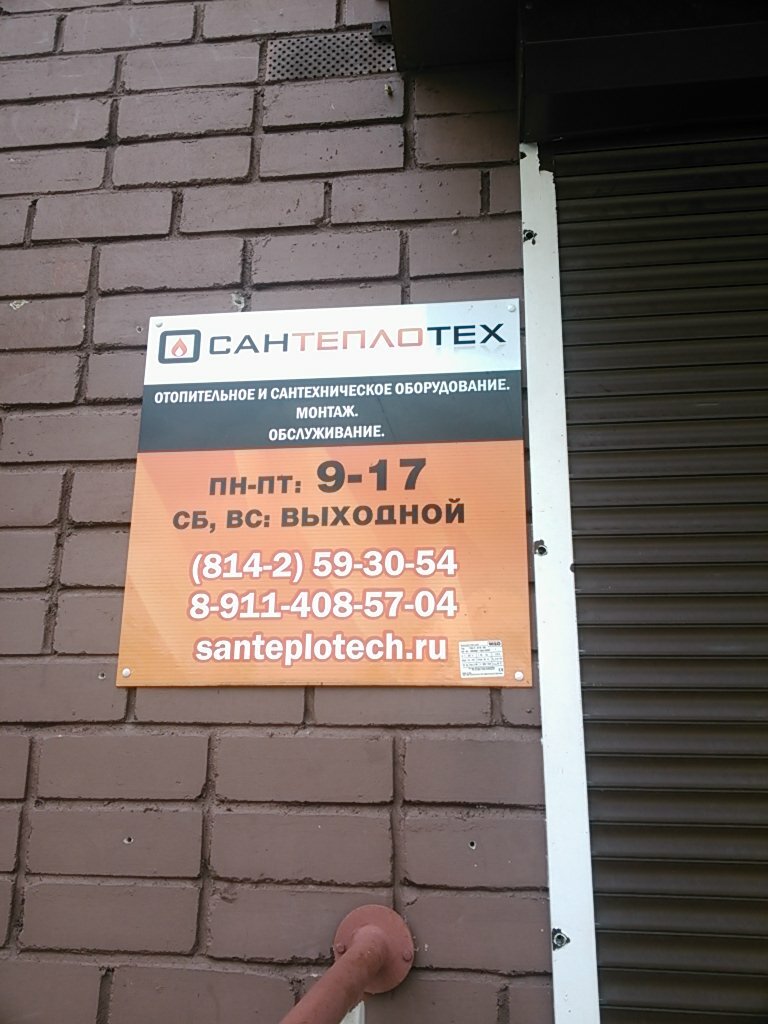 САНТЕПЛОТЕХ
ОТОПИТЕЛЬНОЕ И САНТЕХНИЧЕСКОЕ ОБОРУДОВАНИЕ.
МОНТАЖ.
ОБСЛУЖИВАНИЕ.
ПН-ПТ: 9-17
СБ, ВС: ВЫХОДНОЙ
(814-2) 59-30-54
8-911-408-57-04
santeplotech.ru